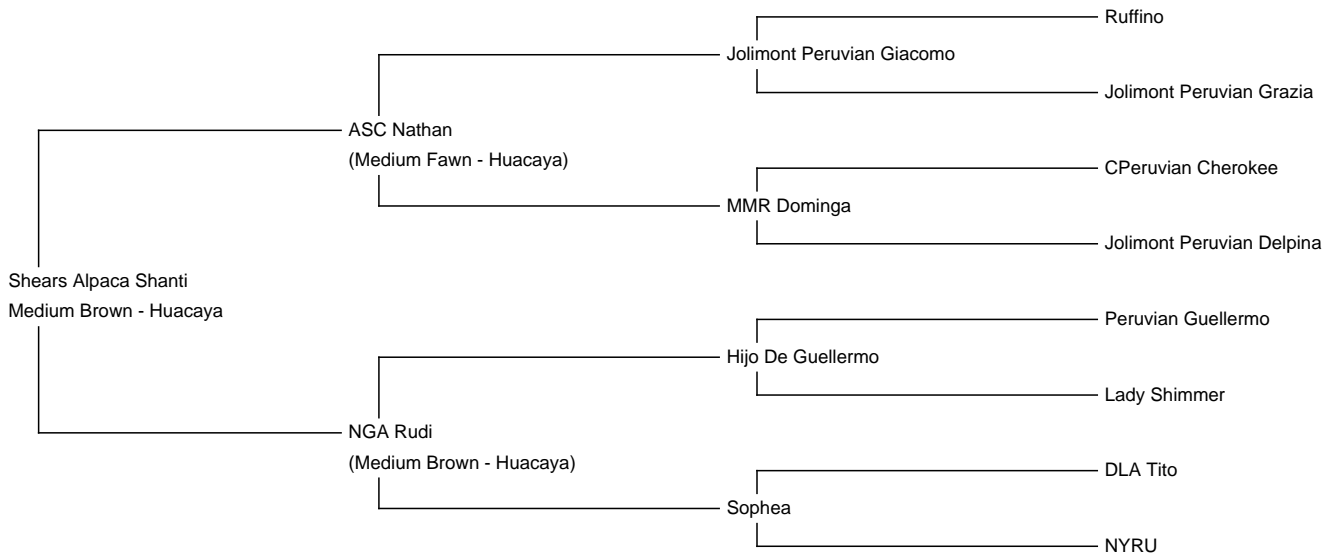 Ruffino
Jolimont Peruvian Giacomo
Jolimont Peruvian Grazia
ASC Nathan
(Medium Fawn - Huacaya)
CPeruvian Cherokee
MMR Dominga
Jolimont Peruvian Delpina
Shears Alpaca Shanti
Medium Brown - Huacaya
Peruvian Guellermo
Hijo De Guellermo
Lady Shimmer
NGA Rudi
(Medium Brown - Huacaya)
DLA Tito
Sophea
NYRU